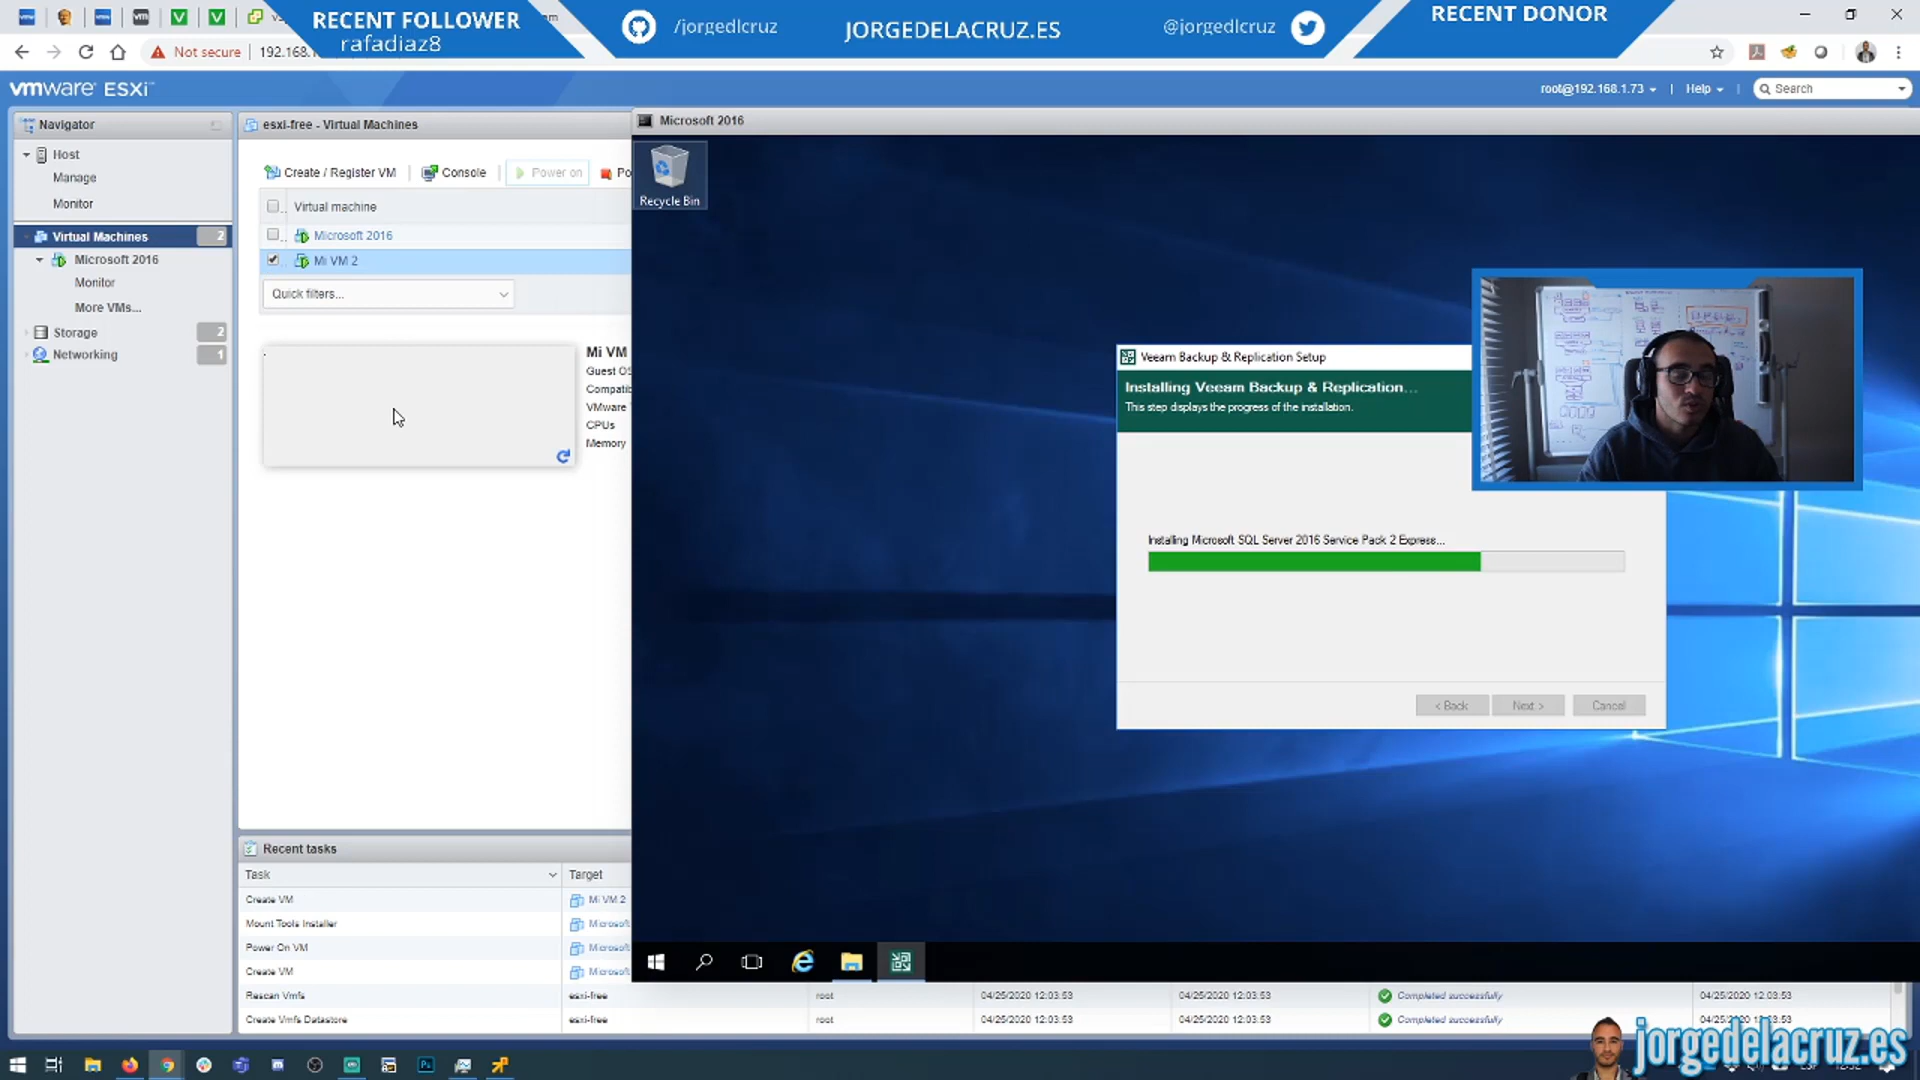 RECENT FOLLOWER
rafadiaz8
/jorgedlcruz
JORGEDELACRUZ.ES
@jorgedlcruz
RECENT DONOR
Not secure
192.168.
vmware ESXi
root@192.168.1.73
Help
Search
Navigator
Host
Manage
Monitor
Virtual Machines
2
Microsoft 2016
Monitor
More VMs...
Storage
2
Networking
1
esxi-free - Virtual Machines
Create / Register VM
Console
Power on
Po
Virtual machine
Microsoft 2016
Mi VM 2
Quick filters...
Mi VM
Guest OS
Compatib
VMware
CPUs
Memory
Microsoft 2016
Recycle Bin
Veeam Backup & Replication Setup
Installing Veeam Backup & Replication...
This step displays the progress of the installation.
Installing Microsoft SQL Server 2016 Service Pack 2 Express...
< Back
Next >
Cancel
Recent tasks
Task
Target
Create VM
Mi VM 2
Mount Tools Installer
Microsoft
Power On VM
Microsoft
Create VM
Microsoft
Rescan Vmfs
esxi-free
root
04/25/2020 12:03:53
04/25/2020 12:03:53
Completed successfully
04/25/2020 12:03:53
Create Vmfs Datastore
esxi-free
root
04/25/2020 12:03:53
04/25/2020 12:03:53
Completed successfully
04/25/2020 12:03:53
jorgedelacruz.es